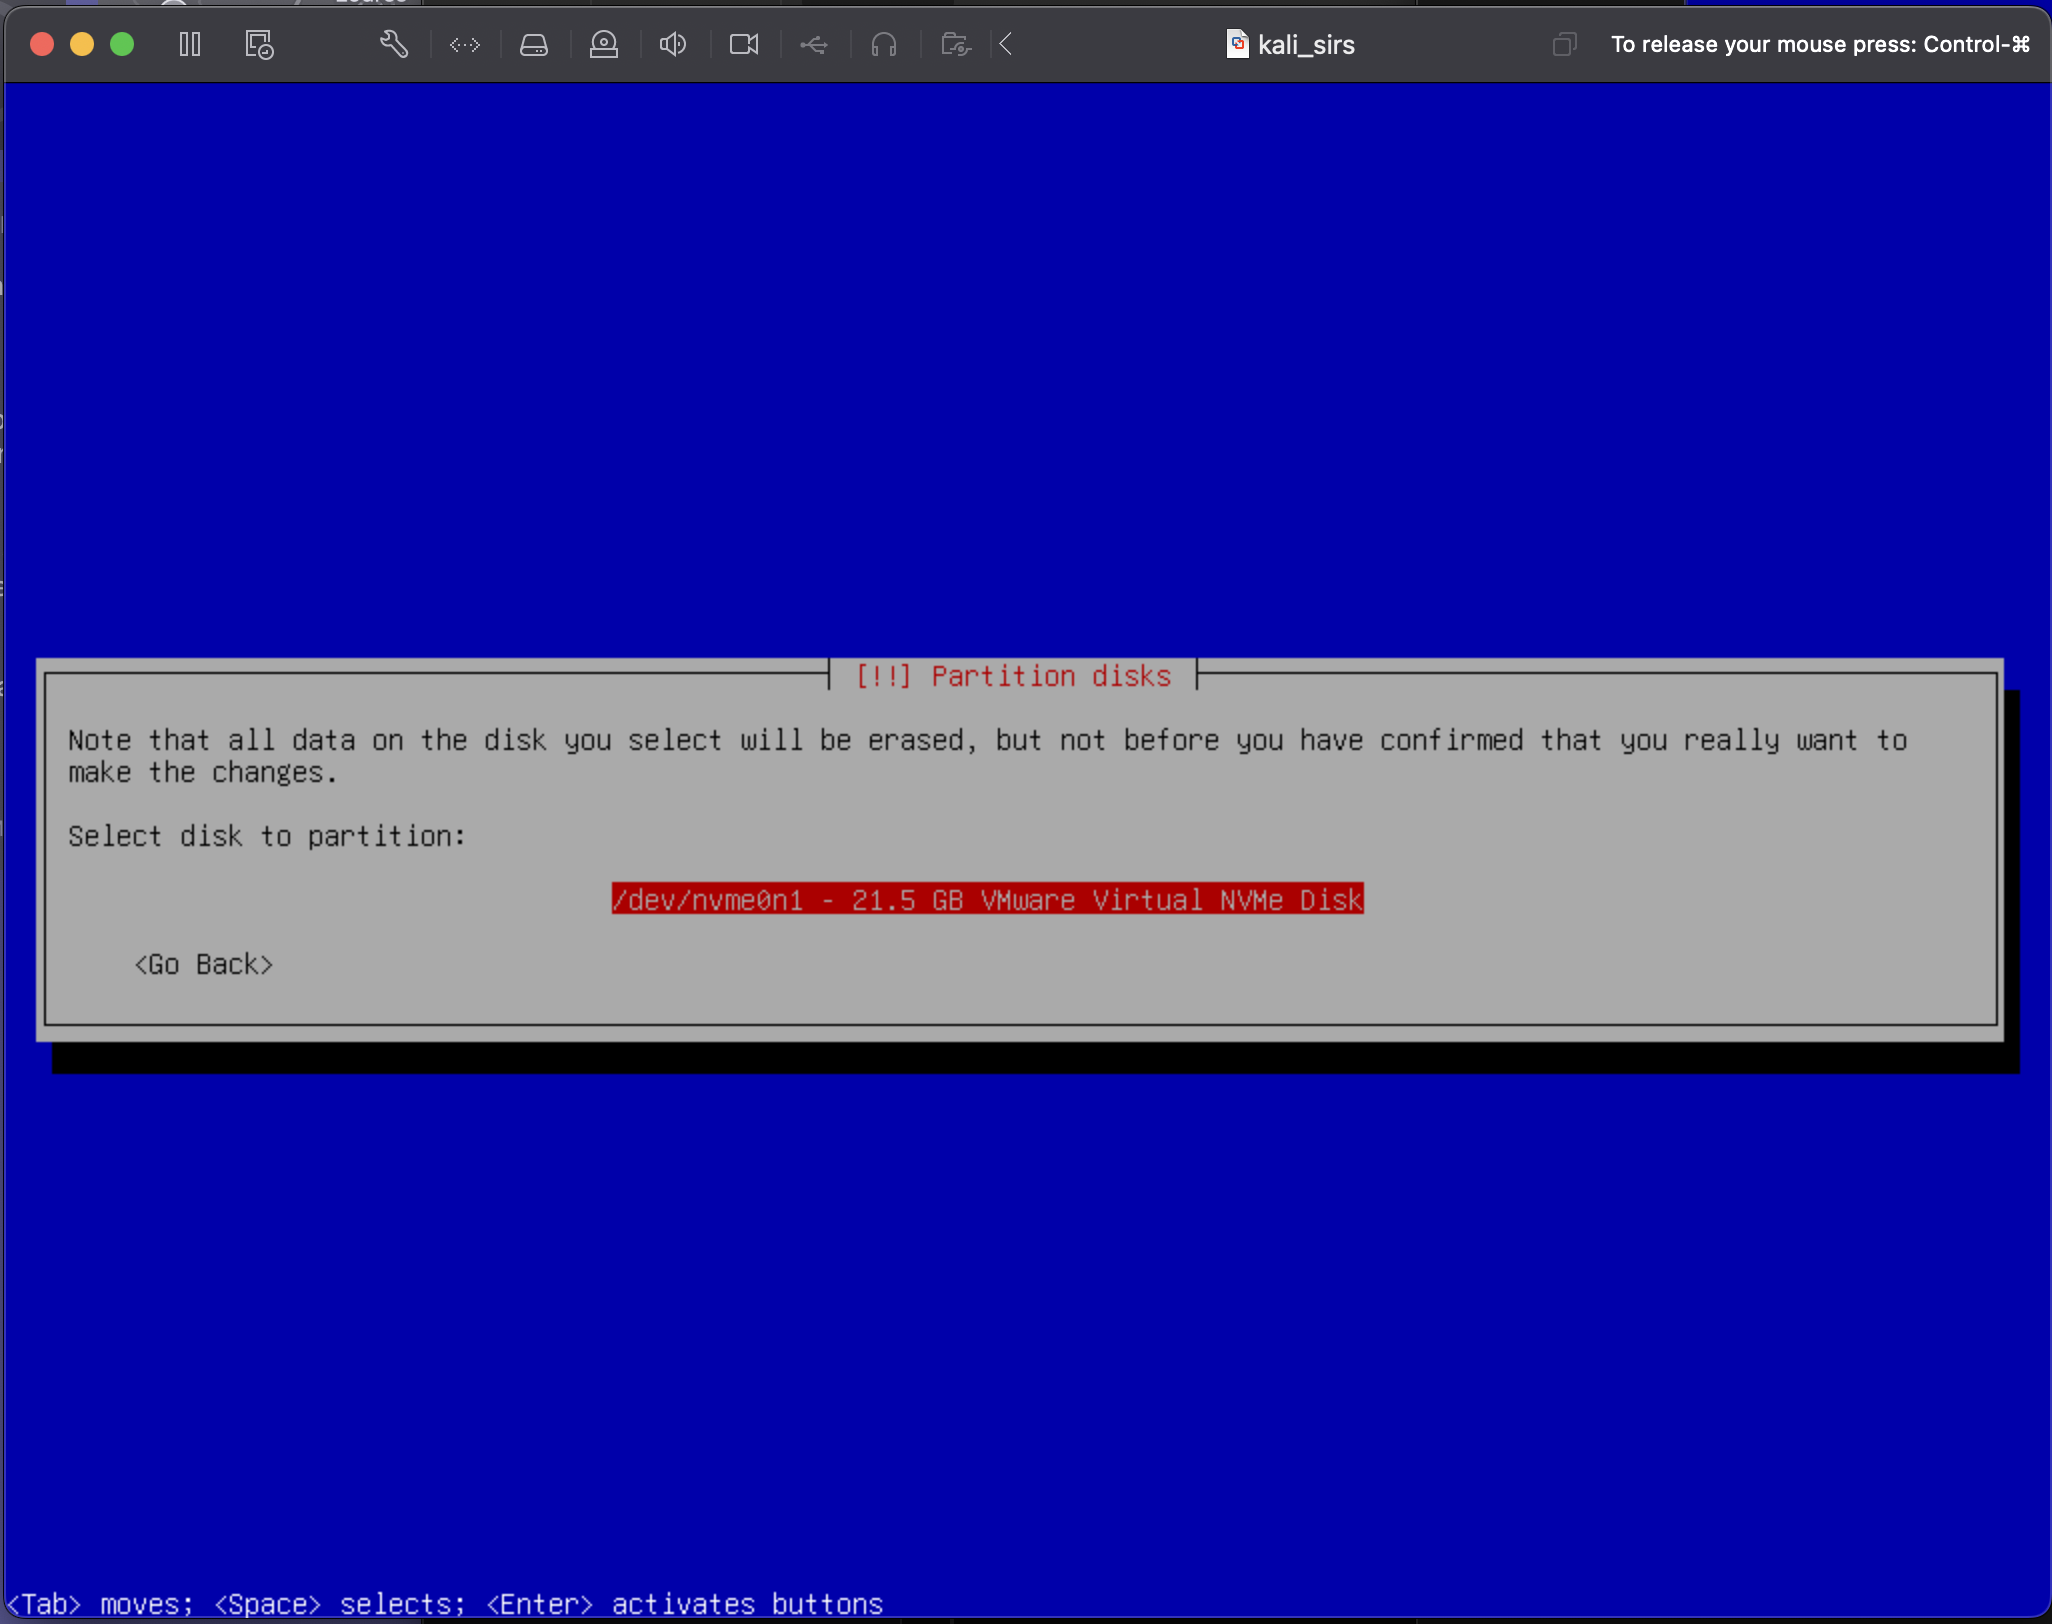 kali_sirs
To release your mouse press: Control-⌘
[!!] Partition disks
Note that all data on the disk you select will be erased, but not before you have confirmed that you really want to
make the changes.
Select disk to partition:
/dev/nvme0n1 - 21.5 GB VMware Virtual NVMe Disk
<Go Back>
<Tab> moves; <Space> selects; <Enter> activates buttons